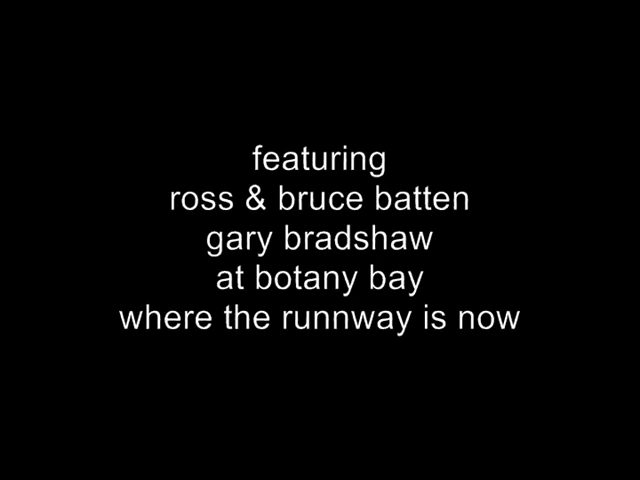 featuring
ross & bruce batten
gary bradshaw
at botany bay
where the runnway is now